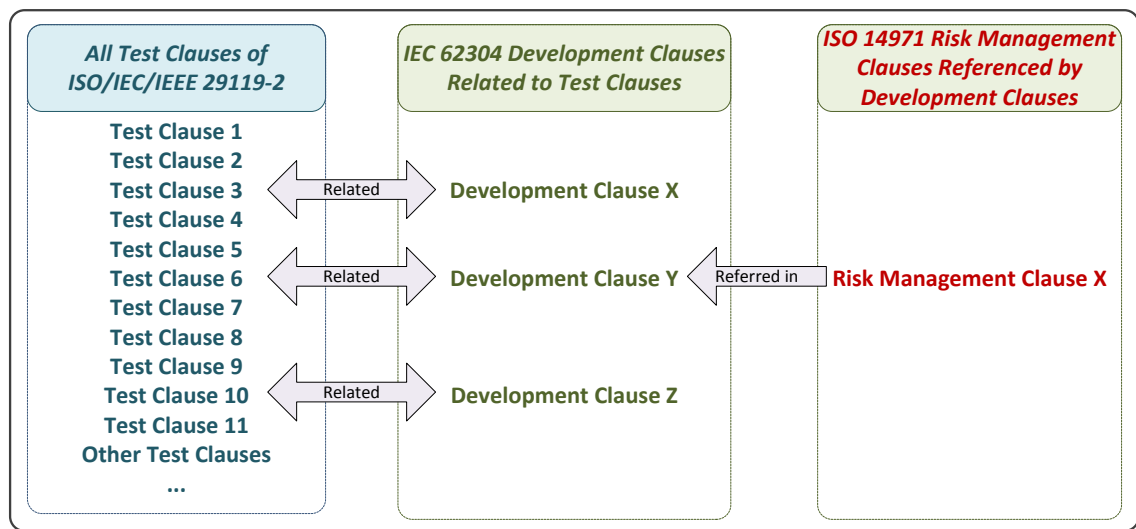 All Test Clauses of
ISO/IEC/IEEE 29119-2
IEC 62304 Development Clauses
Related to Test Clauses
ISO 14971 Risk Management
Clauses Referenced by
Development Clauses
Test Clause 1
Test Clause 2
Test Clause 3
Test Clause 4
Test Clause 5
Test Clause 6
Test Clause 7
Test Clause 8
Test Clause 9
Test Clause 10
Test Clause 11
Other Test Clauses
...
Related
Development Clause X
Related
Development Clause Y
Referred in
Risk Management Clause X
Related
Development Clause Z